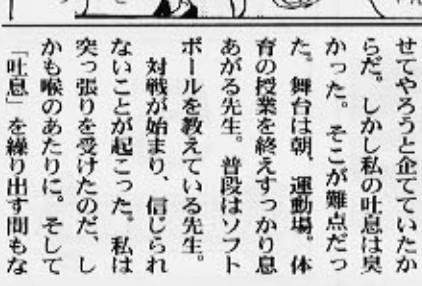 せてやろうと企てていたか
らだ。しかし私の吐息は臭
かった。そこが難点だっ
た。舞台は朝、運動場。体
育の授業を終えすっかり息
あがる先生。普段はソフト
ボールを教えている先生。
対戦が始まり、信じられ
ないことが起こった。私は
突っ張りを受けたのだ、し
かも喉のあたりに。そして
「吐息」を繰り出す間もな